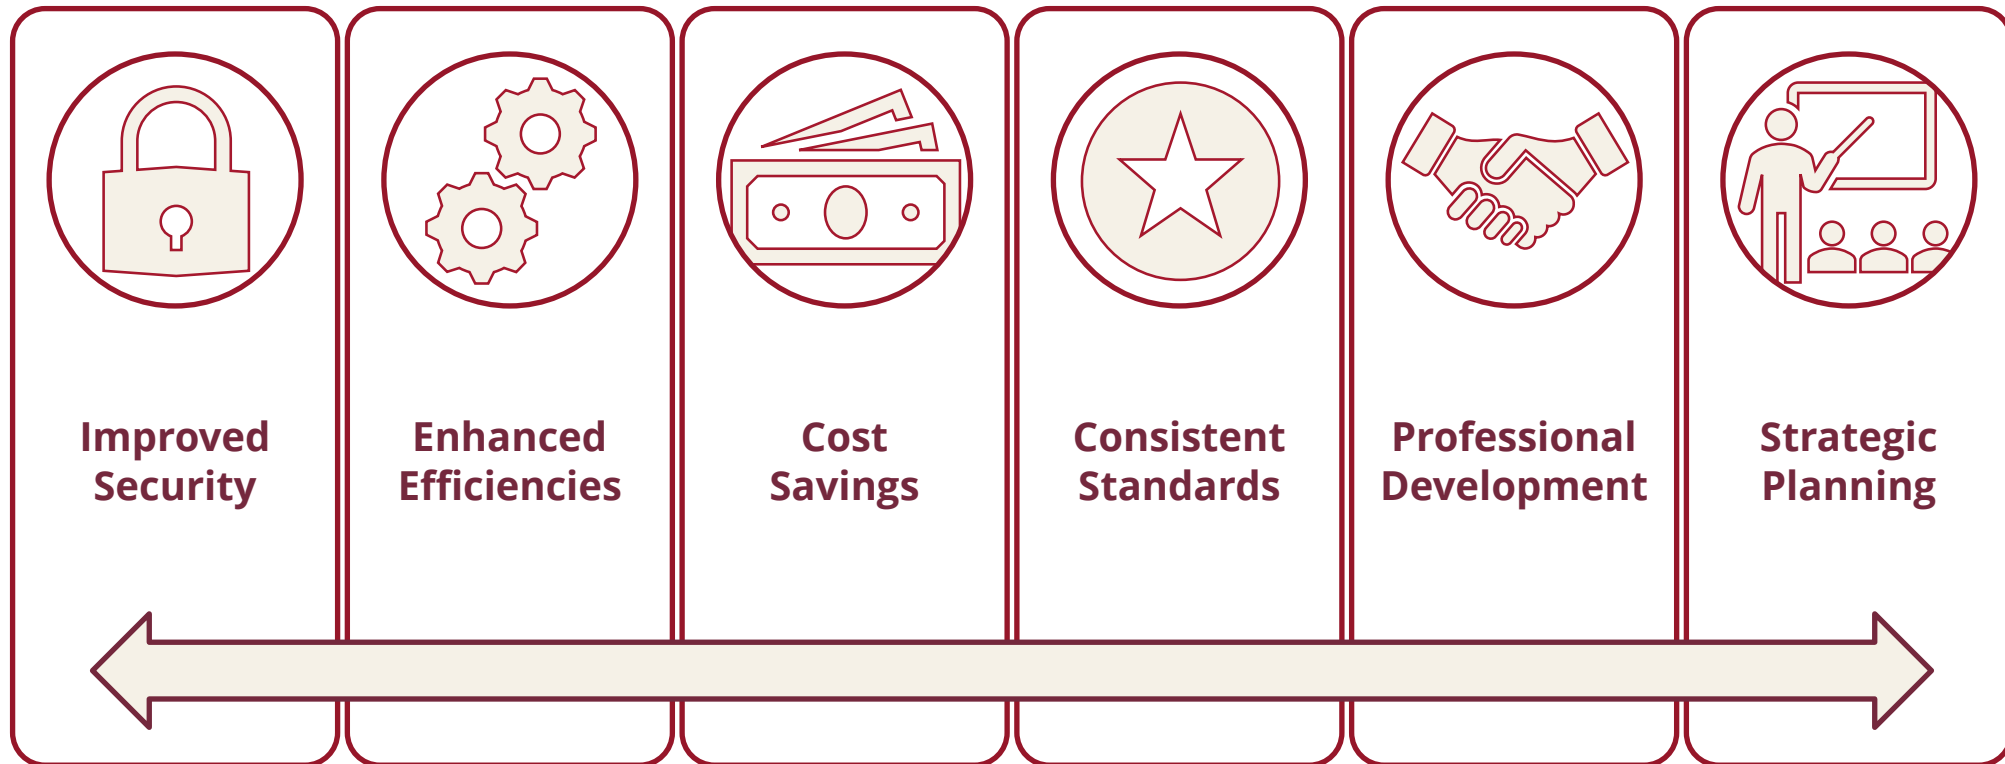 Improved
Security
Enhanced
Efficiencies
Cost
Savings
Consistent
Standards
Professional
Development
Strategic
Planning